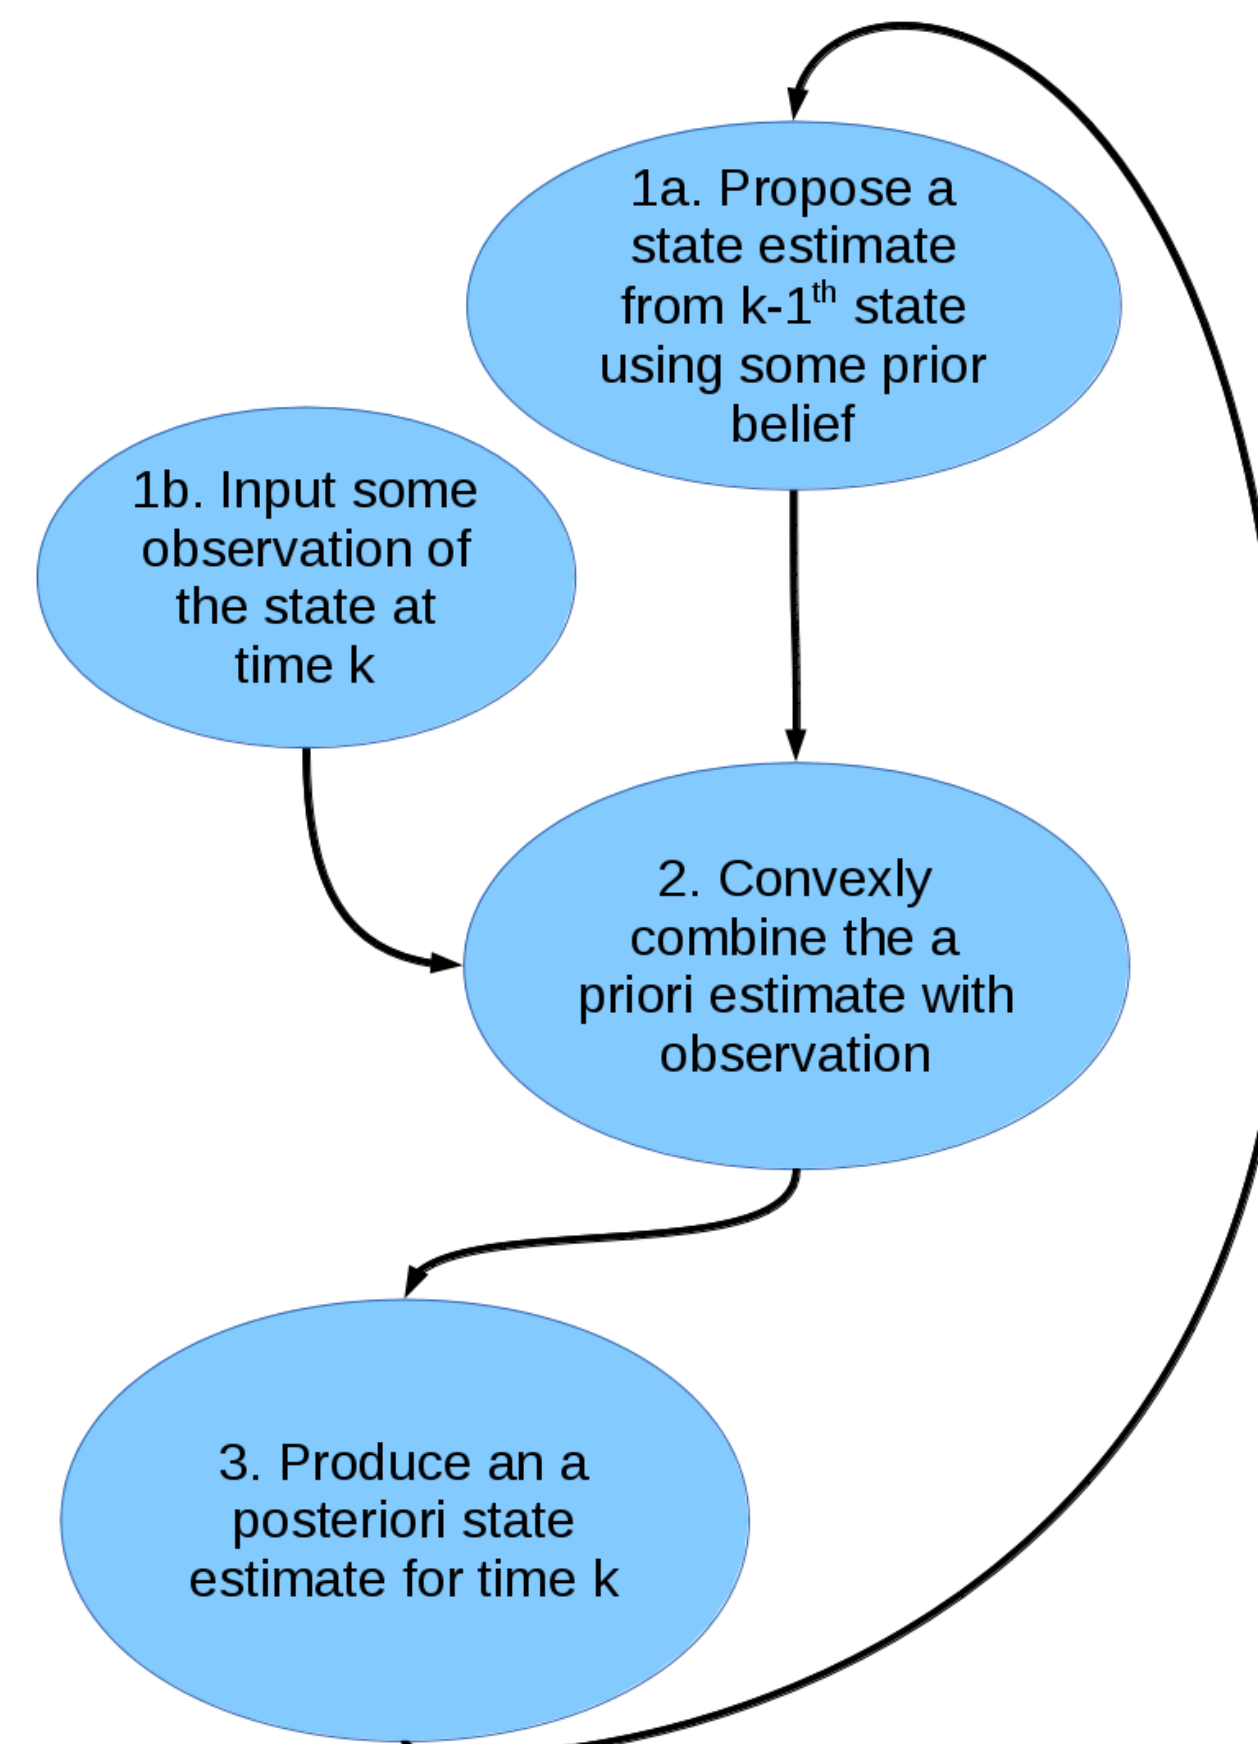 1a. Propose a
state estimate
from k-1th state
using some prior
belief
1b. Input some
observation of
the state at
time k
2. Convexly
combine the a
priori estimate with
observation
3. Produce an a
posteriori state
estimate for time k